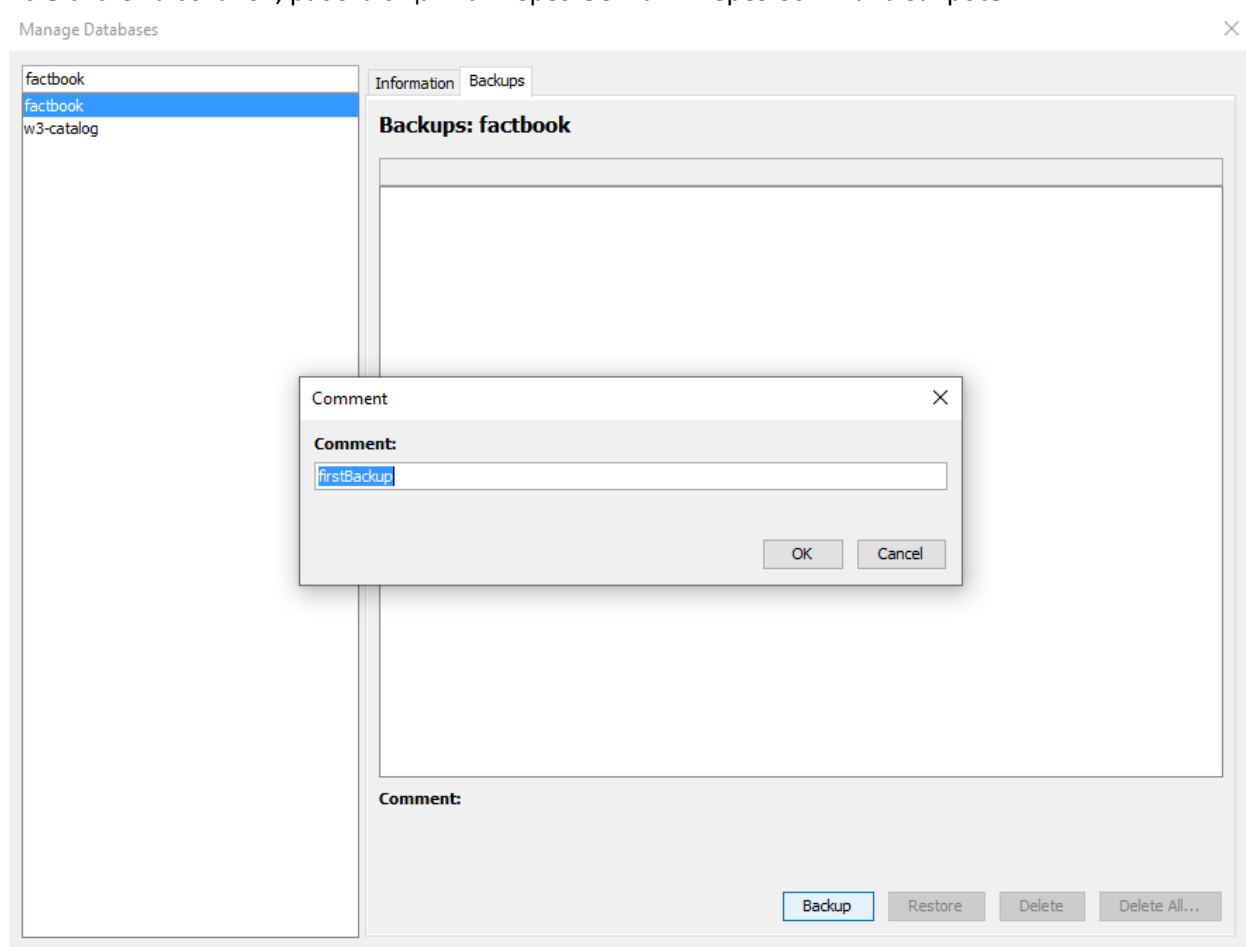 Manage Databases
factbook
factbook
w3-catalog
Information Backups
Backups: factbook
Comment
Comment:
firstBackup
OK Cancel
Comment:
Backup Restore Delete Delete All...